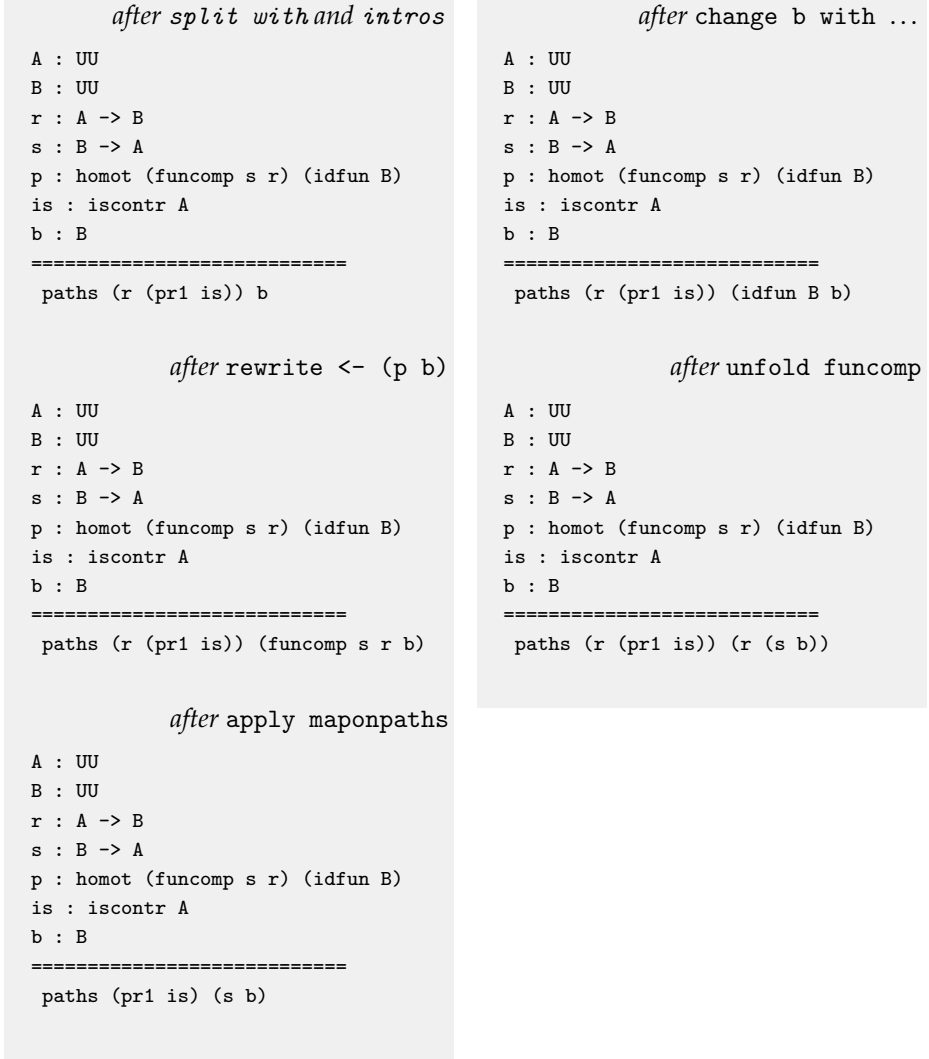 after split with and intros
A : UU
B : UU
r : A -> B
s : B -> A
p : homot (funcomp s r) (idfun B)
is : iscontr A
b : B
============================
paths (r (pr1 is)) b
after change b with ...
A : UU
B : UU
r : A -> B
s : B -> A
p : homot (funcomp s r) (idfun B)
is : iscontr A
b : B
============================
paths (r (pr1 is)) (idfun B b)
after rewrite <- (p b)
A : UU
B : UU
r : A -> B
s : B -> A
p : homot (funcomp s r) (idfun B)
is : iscontr A
b : B
============================
paths (r (pr1 is)) (funcomp s r b)
after unfold funcomp
A : UU
B : UU
r : A -> B
s : B -> A
p : homot (funcomp s r) (idfun B)
is : iscontr A
b : B
============================
paths (r (pr1 is)) (r (s b))
after apply maponpaths
A : UU
B : UU
r : A -> B
s : B -> A
p : homot (funcomp s r) (idfun B)
is : iscontr A
b : B
============================
paths (pr1 is) (s b)